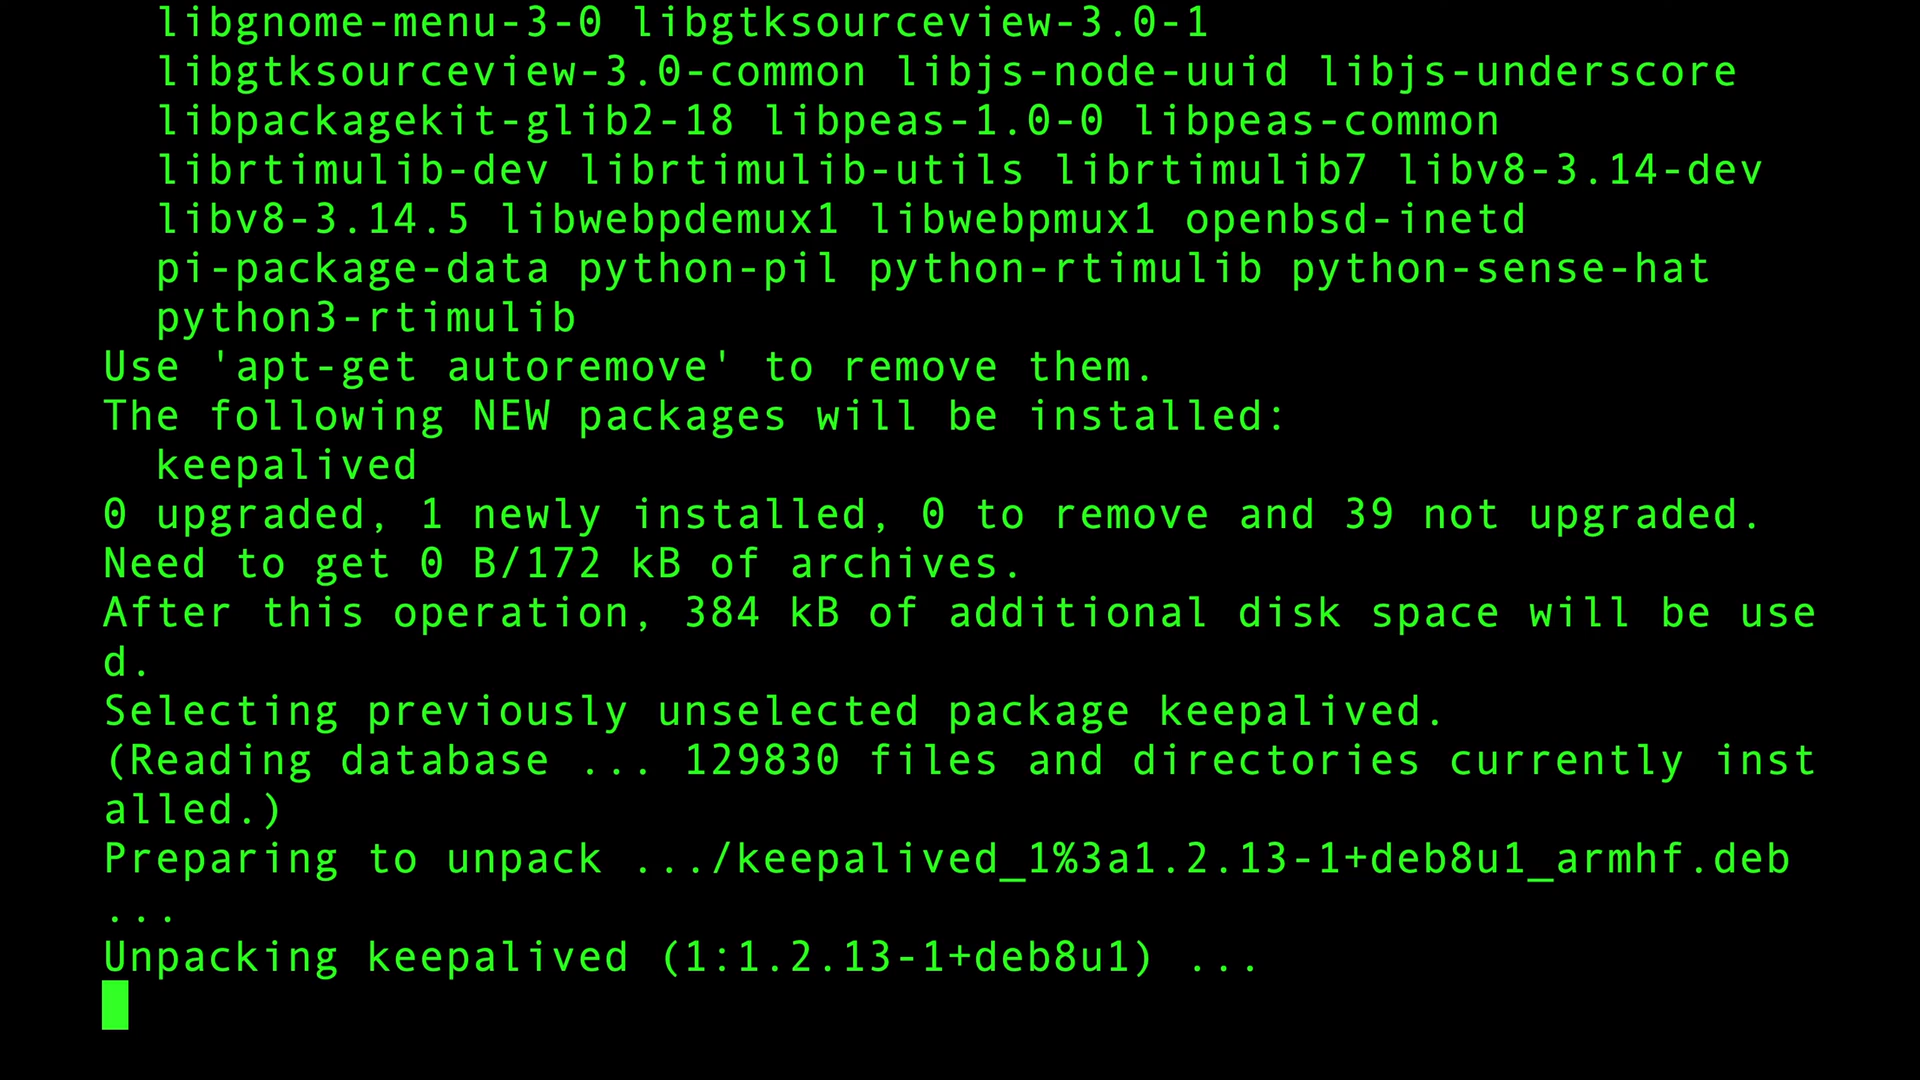 libgnome-menu-3-0 libgtksourceview-3.0-1
libgtksourceview-3.0-common libjs-node-uuid libjs-underscore
libpackagekit-glib2-18 libpeas-1.0-0 libpeas-common
librtimulib-dev librtimulib-utils librtimulib7 libv8-3.14-dev
libv8-3.14.5 libwebpdemux1 libwebpmux1 openbsd-inetd
pi-package-data python-pil python-rtimulib python-sense-hat
python3-rtimulib
Use 'apt-get autoremove' to remove them.
The following NEW packages will be installed:
keepalived
0 upgraded, 1 newly installed, 0 to remove and 39 not upgraded.
Need to get 0 B/172 kB of archives.
After this operation, 384 kB of additional disk space will be use
d.
Selecting previously unselected package keepalived.
(Reading database ... 129830 files and directories currently inst
alled.)
Preparing to unpack .../keepalived_1%3a1.2.13-1+deb8u1_armhf.deb
...
Unpacking keepalived (1:1.2.13-1+deb8u1) ...